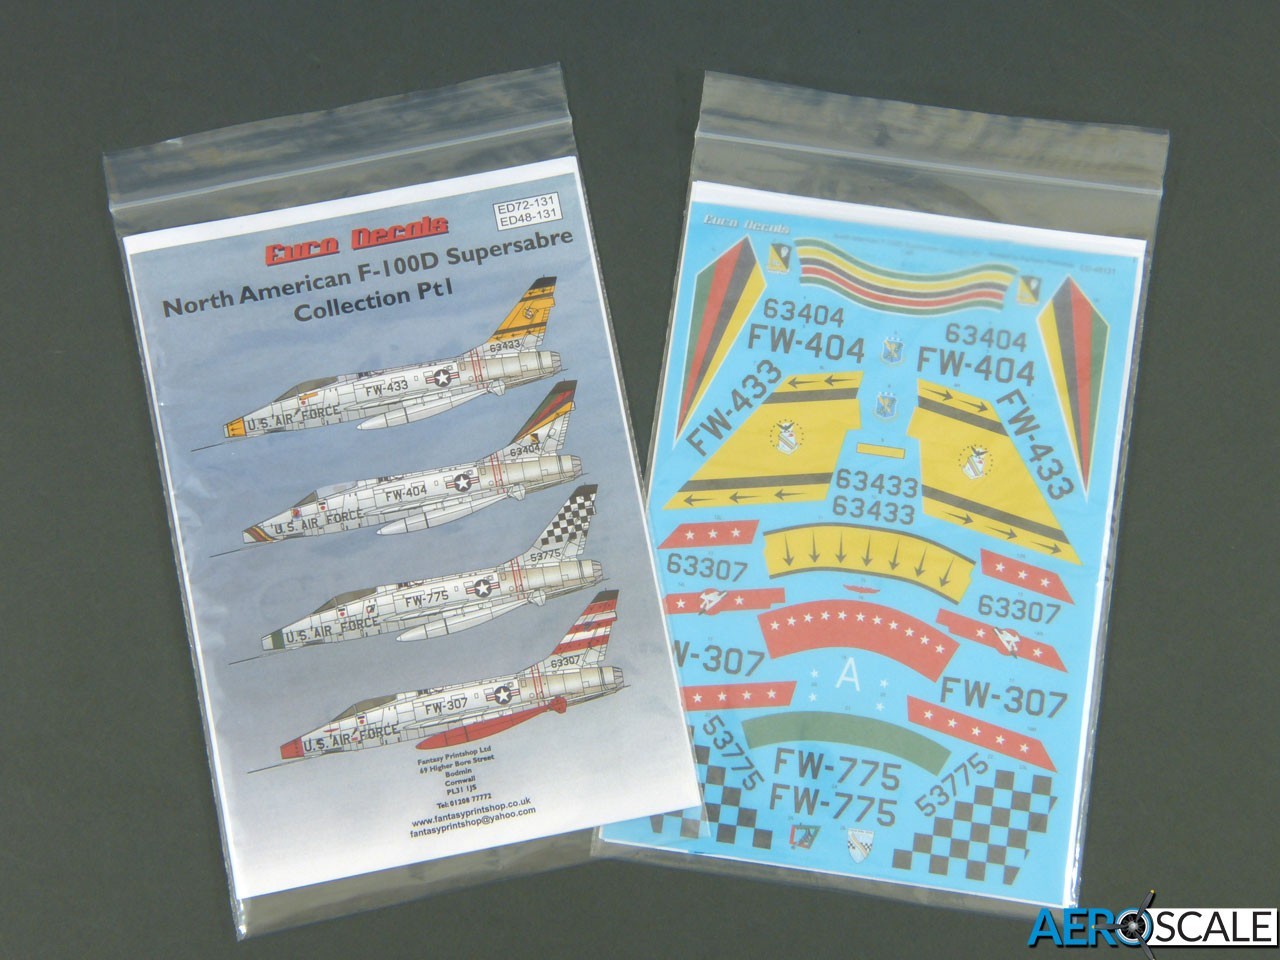 Euro Decals
ED72-131
ED48-131
North American F-100D Supersabre
Collection Pt1
63433
FW-433
U.S. AIR FORCE
63404
FW-404
U.S. AIR FORCE
53775
FW-775
U.S. AIR FORCE
63307
FW-307
U.S. AIR FORCE
Fantasy Printshop Ltd
69 Higher Bore Street
Bodmin
Cornwall
PL31 1JS
Tel: 01208 77772
www.fantasyprintshop.co.uk
fantasyprintshop@yahoo.com
Euro Decals
63404
FW-404
63404
FW-404
FW-433
FW-433
63433
63433
63307
63307
W-307
FW-307
A
53775
53775
FW-775
FW-775
AEROSCALE